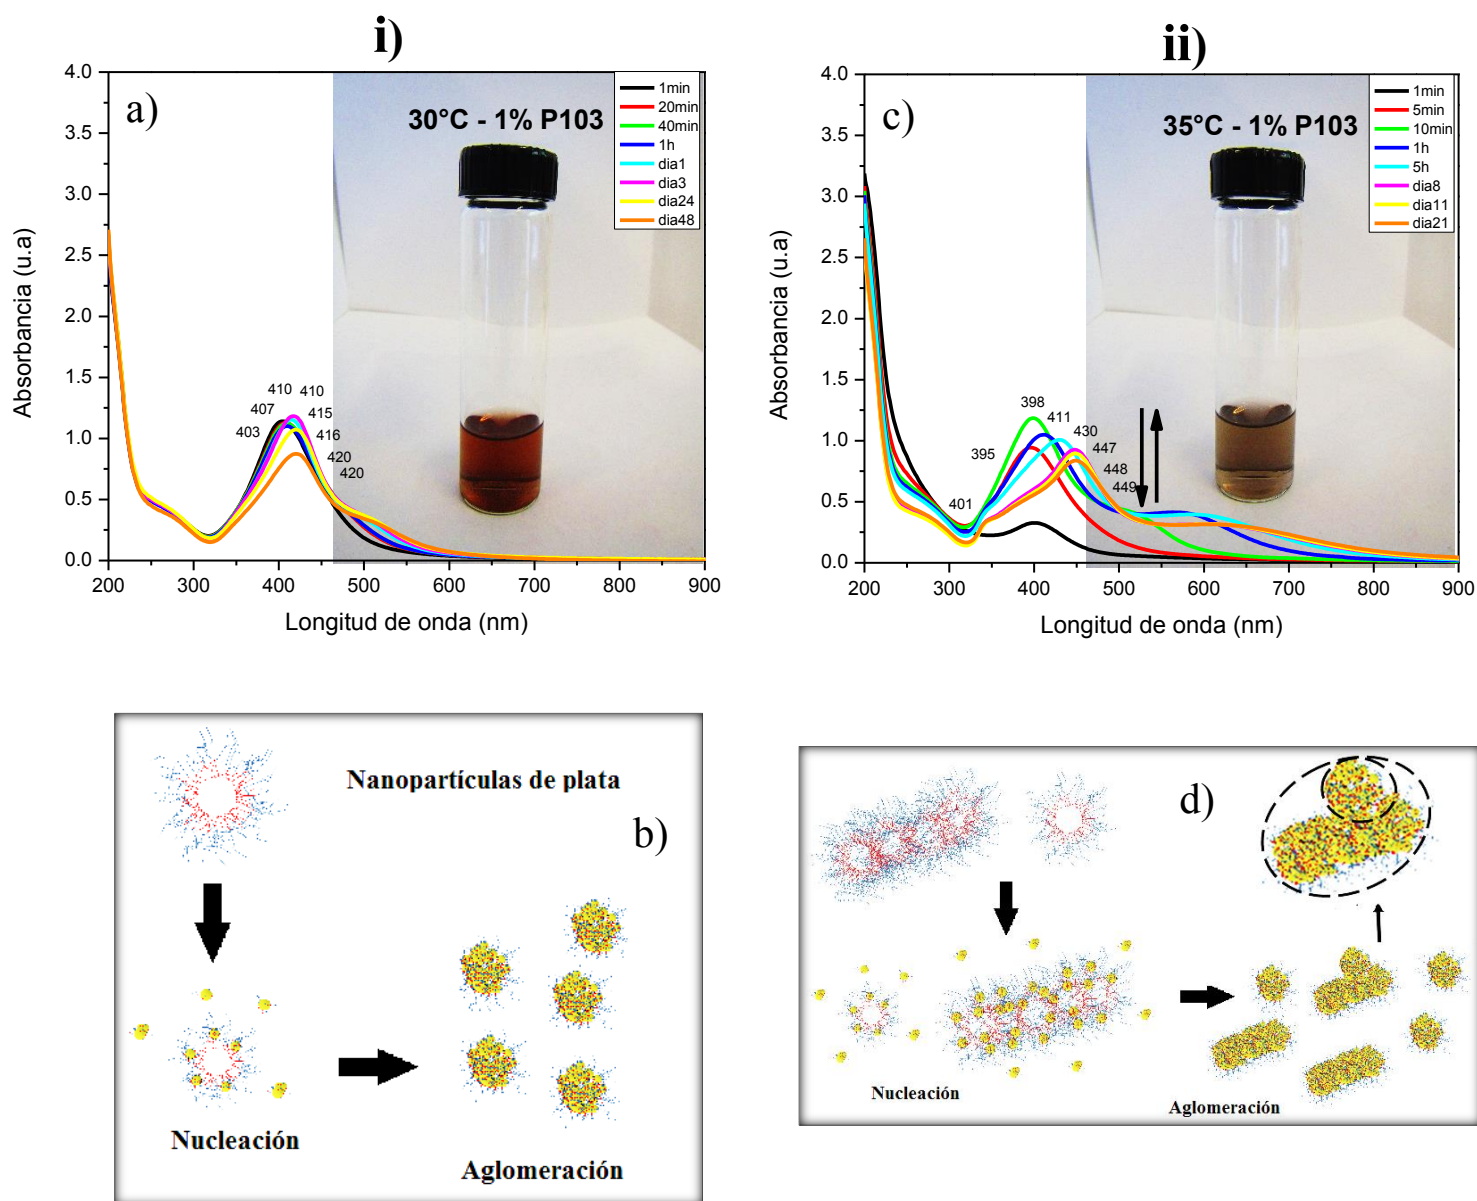 i)
ii)
a)
30°C - 1% P103
1min
20min
40min
1h
dia1
dia3
dia24
dia48
4.0
3.5
3.0
2.5
2.0
1.5
1.0
0.5
0.0
Absorbancia (u.a)
410 410
407 415
403 416
420
420
200 300 400 500 600 700 800 900
Longitud de onda (nm)
c)
35°C - 1% P103
1min
5min
10min
1h
5h
dia8
dia11
dia21
4.0
3.5
3.0
2.5
2.0
1.5
1.0
0.5
0.0
Absorbancia (u.a)
398
411
430
395 447
448
401 449
200 300 400 500 600 700 800 900
Longitud de onda (nm)
Nanopartículas de plata
b)
Nucleación
Aglomeración
d)
Nucleación
Aglomeración